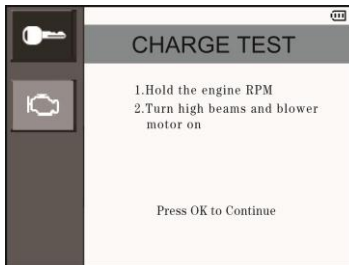 CHARGE TEST
1.Hold the engine RPM
2.Turn high beams and blower
motor on
Press OK to Continue